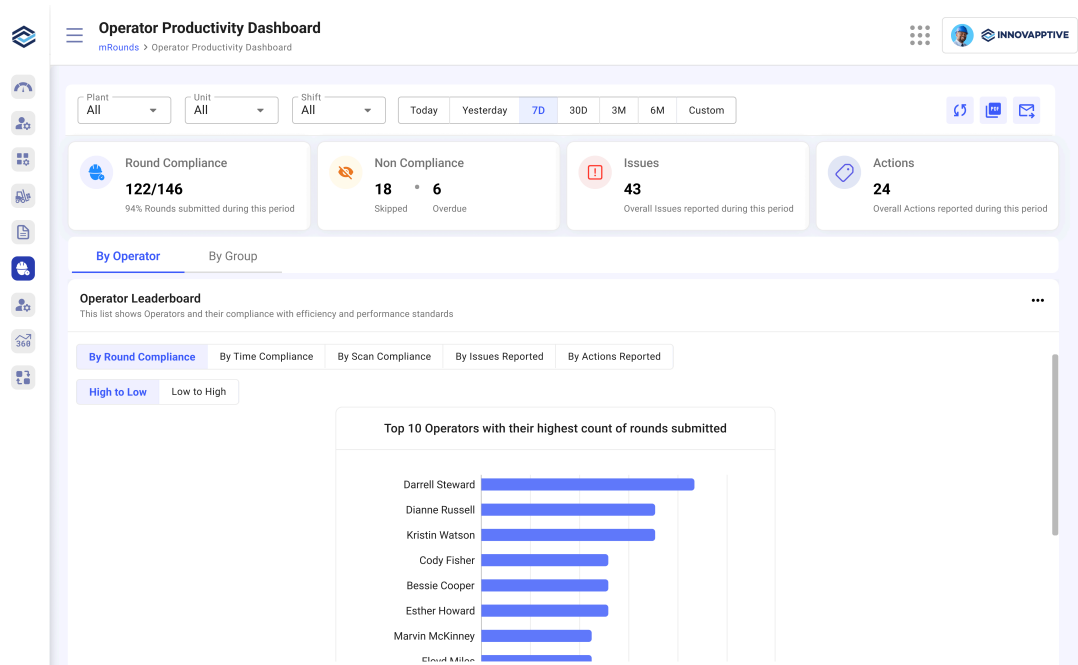 Operator Productivity Dashboard
mRounds > Operator Productivity Dashboard
INNOVAPPTIVE
Plant
All
Unit
All
Shift
All
Today Yesterday 7D 30D 3M 6M Custom
PDF
Round Compliance
122/146
94% Rounds submitted during this period
Non Compliance
18 • 6
Skipped Overdue
Issues
43
Overall Issues reported during this period
Actions
24
Overall Actions reported during this period
360
By Operator By Group
Operator Leaderboard
This list shows Operators and their compliance with efficiency and performance standards
By Round Compliance By Time Compliance By Scan Compliance By Issues Reported By Actions Reported
High to Low Low to High
Top 10 Operators with their highest count of rounds submitted
Darrell Steward
Dianne Russell
Kristin Watson
Cody Fisher
Bessie Cooper
Esther Howard
Marvin McKinney
Floyd Miles